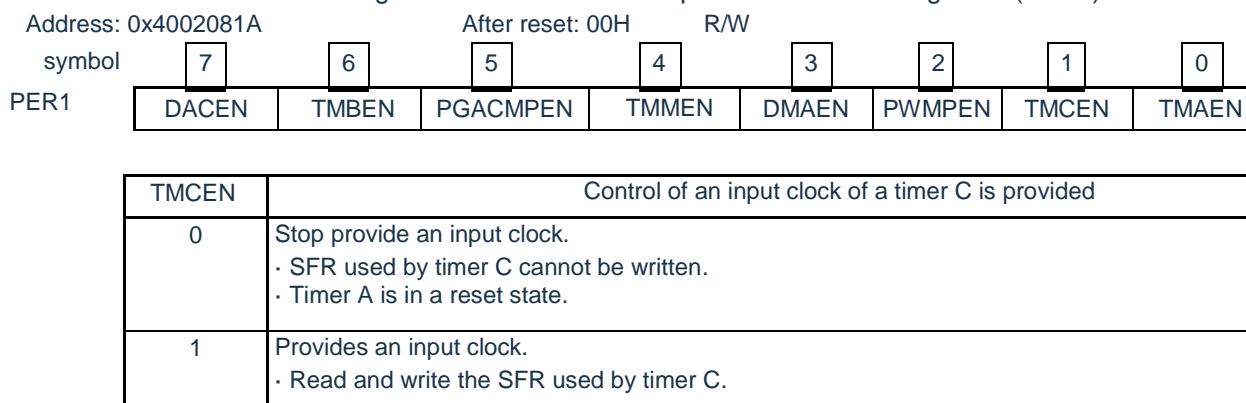 Address: 0x4002081A After reset: 00H R/W
symbol 7 6 5 4 3 2 1 0
PER1 DACEN TMBEN PGACMPEN TMMEN DMAEN PWMPEN TMCEN TMAEN
TMCEN Control of an input clock of a timer C is provided
0 Stop provide an input clock.
· SFR used by timer C cannot be written.
· Timer A is in a reset state.
1 Provides an input clock.
· Read and write the SFR used by timer C.